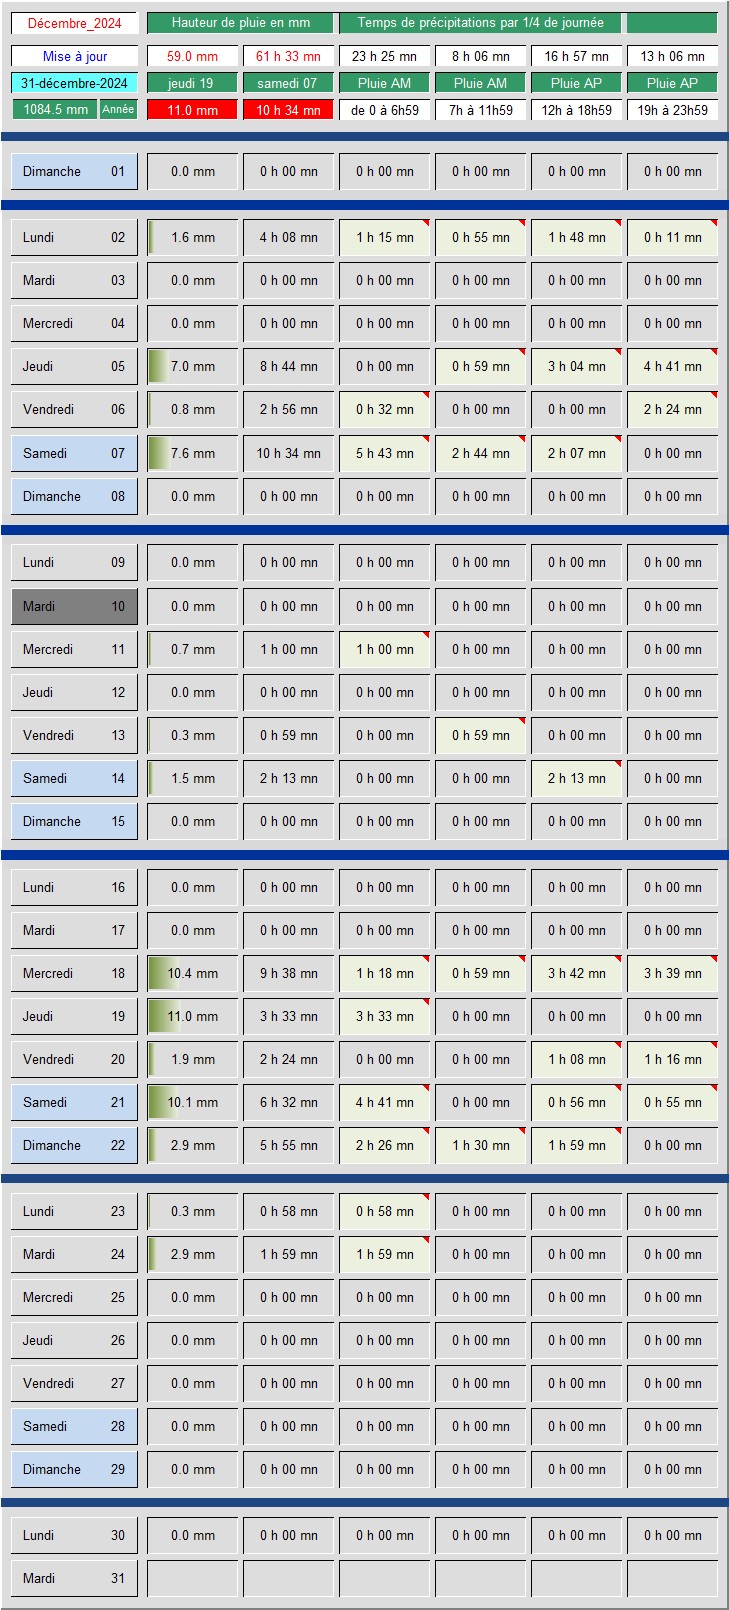 Décembre_2024 Hauteur de pluie en mm Temps de précipitations par 1/4 de journée
Mise à jour 59.0 mm 61 h 33 mn 23 h 25 mn 8 h 06 mn 16 h 57 mn 13 h 06 mn
31-décembre-2024 jeudi 19 samedi 07 Pluie AM Pluie AM Pluie AP Pluie AP
1084.5 mm Année 11.0 mm 10 h 34 mn de 0 à 6h59 7h à 11h59 12h à 18h59 19h à 23h59
Dimanche 01 0.0 mm 0 h 00 mn 0 h 00 mn 0 h 00 mn 0 h 00 mn 0 h 00 mn
Lundi 02 1.6 mm 4 h 08 mn 1 h 15 mn 0 h 55 mn 1 h 48 mn 0 h 11 mn
Mardi 03 0.0 mm 0 h 00 mn 0 h 00 mn 0 h 00 mn 0 h 00 mn 0 h 00 mn
Mercredi 04 0.0 mm 0 h 00 mn 0 h 00 mn 0 h 00 mn 0 h 00 mn 0 h 00 mn
Jeudi 05 7.0 mm 8 h 44 mn 0 h 00 mn 0 h 59 mn 3 h 04 mn 4 h 41 mn
Vendredi 06 0.8 mm 2 h 56 mn 0 h 32 mn 0 h 00 mn 0 h 00 mn 2 h 24 mn
Samedi 07 7.6 mm 10 h 34 mn 5 h 43 mn 2 h 44 mn 2 h 07 mn 0 h 00 mn
Dimanche 08 0.0 mm 0 h 00 mn 0 h 00 mn 0 h 00 mn 0 h 00 mn 0 h 00 mn
Lundi 09 0.0 mm 0 h 00 mn 0 h 00 mn 0 h 00 mn 0 h 00 mn 0 h 00 mn
Mardi 10 0.0 mm 0 h 00 mn 0 h 00 mn 0 h 00 mn 0 h 00 mn 0 h 00 mn
Mercredi 11 0.7 mm 1 h 00 mn 1 h 00 mn 0 h 00 mn 0 h 00 mn 0 h 00 mn
Jeudi 12 0.0 mm 0 h 00 mn 0 h 00 mn 0 h 00 mn 0 h 00 mn 0 h 00 mn
Vendredi 13 0.3 mm 0 h 59 mn 0 h 00 mn 0 h 59 mn 0 h 00 mn 0 h 00 mn
Samedi 14 1.5 mm 2 h 13 mn 0 h 00 mn 0 h 00 mn 2 h 13 mn 0 h 00 mn
Dimanche 15 0.0 mm 0 h 00 mn 0 h 00 mn 0 h 00 mn 0 h 00 mn 0 h 00 mn
Lundi 16 0.0 mm 0 h 00 mn 0 h 00 mn 0 h 00 mn 0 h 00 mn 0 h 00 mn
Mardi 17 0.0 mm 0 h 00 mn 0 h 00 mn 0 h 00 mn 0 h 00 mn 0 h 00 mn
Mercredi 18 10.4 mm 9 h 38 mn 1 h 18 mn 0 h 59 mn 3 h 42 mn 3 h 39 mn
Jeudi 19 11.0 mm 3 h 33 mn 3 h 33 mn 0 h 00 mn 0 h 00 mn 0 h 00 mn
Vendredi 20 1.9 mm 2 h 24 mn 0 h 00 mn 0 h 00 mn 1 h 08 mn 1 h 16 mn
Samedi 21 10.1 mm 6 h 32 mn 4 h 41 mn 0 h 00 mn 0 h 56 mn 0 h 55 mn
Dimanche 22 2.9 mm 5 h 55 mn 2 h 26 mn 1 h 30 mn 1 h 59 mn 0 h 00 mn
Lundi 23 0.3 mm 0 h 58 mn 0 h 58 mn 0 h 00 mn 0 h 00 mn 0 h 00 mn
Mardi 24 2.9 mm 1 h 59 mn 1 h 59 mn 0 h 00 mn 0 h 00 mn 0 h 00 mn
Mercredi 25 0.0 mm 0 h 00 mn 0 h 00 mn 0 h 00 mn 0 h 00 mn 0 h 00 mn
Jeudi 26 0.0 mm 0 h 00 mn 0 h 00 mn 0 h 00 mn 0 h 00 mn 0 h 00 mn
Vendredi 27 0.0 mm 0 h 00 mn 0 h 00 mn 0 h 00 mn 0 h 00 mn 0 h 00 mn
Samedi 28 0.0 mm 0 h 00 mn 0 h 00 mn 0 h 00 mn 0 h 00 mn 0 h 00 mn
Dimanche 29 0.0 mm 0 h 00 mn 0 h 00 mn 0 h 00 mn 0 h 00 mn 0 h 00 mn
Lundi 30 0.0 mm 0 h 00 mn 0 h 00 mn 0 h 00 mn 0 h 00 mn 0 h 00 mn
Mardi 31